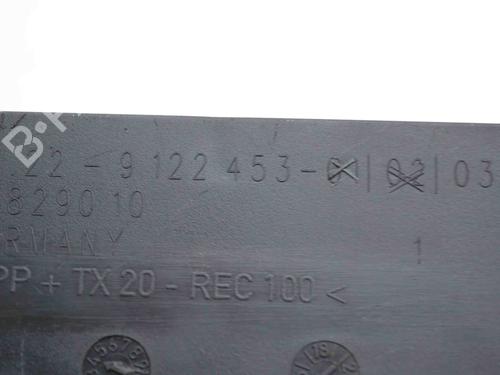 22-9 122 453-01|02|03
829010
RMANY
1
PP + TX 20 - REC 100 <